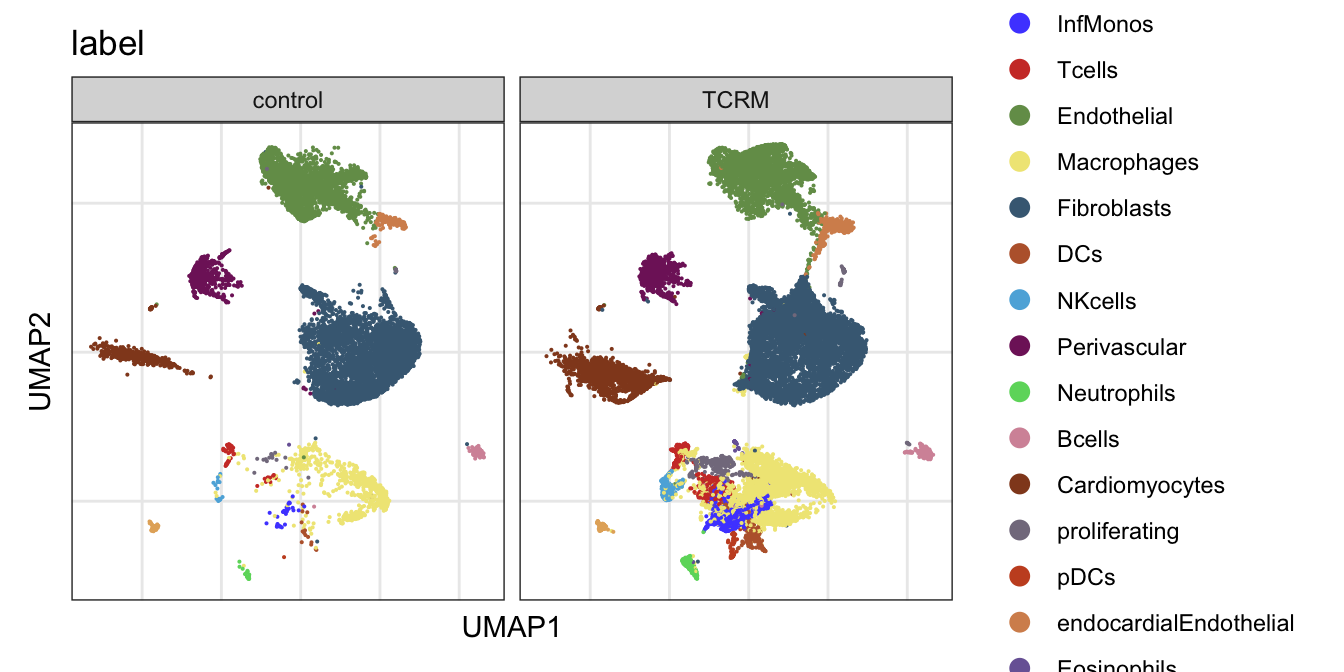 label
control
TCRM
UMAP2
UMAP1
InfMonos
Tcells
Endothelial
Macrophages
Fibroblasts
DCs
NKcells
Perivascular
Neutrophils
Bcells
Cardiomyocytes
proliferating
pDCs
endocardialEndothelial
Eosinophils